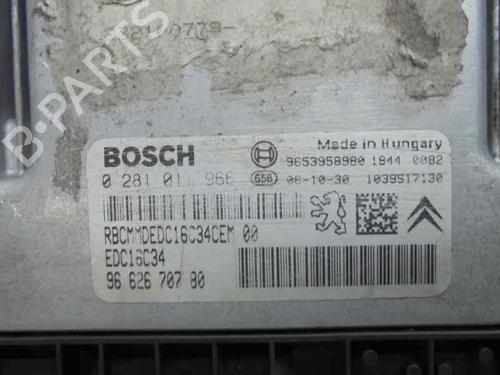 BOSCH
Made in Hungary
9653958980 1844 0082
0 281 01 966 658 06-10-30 1039S17130
RBCMMDEDC16C34CEM 00
EDC16C34
96 626 707 80
B-PARTS